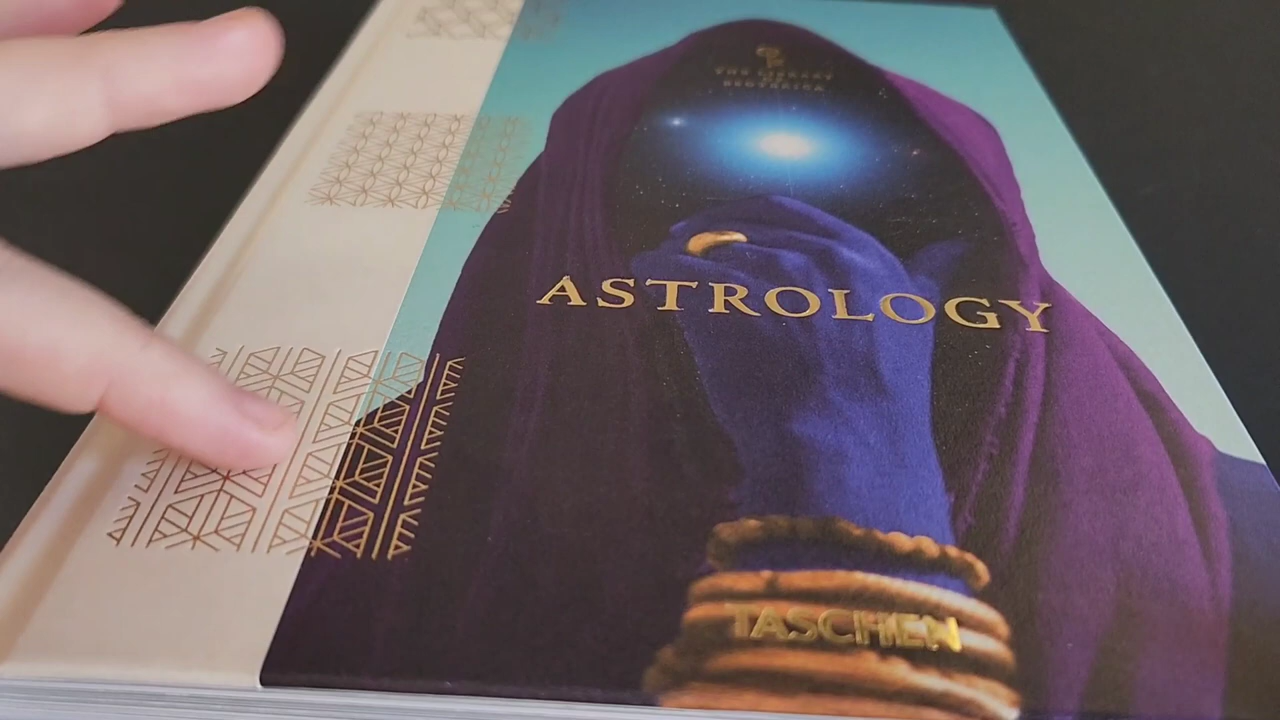 THE LIBRARY
OF
ESOTERICA
ASTROLOGY
TASCHEN